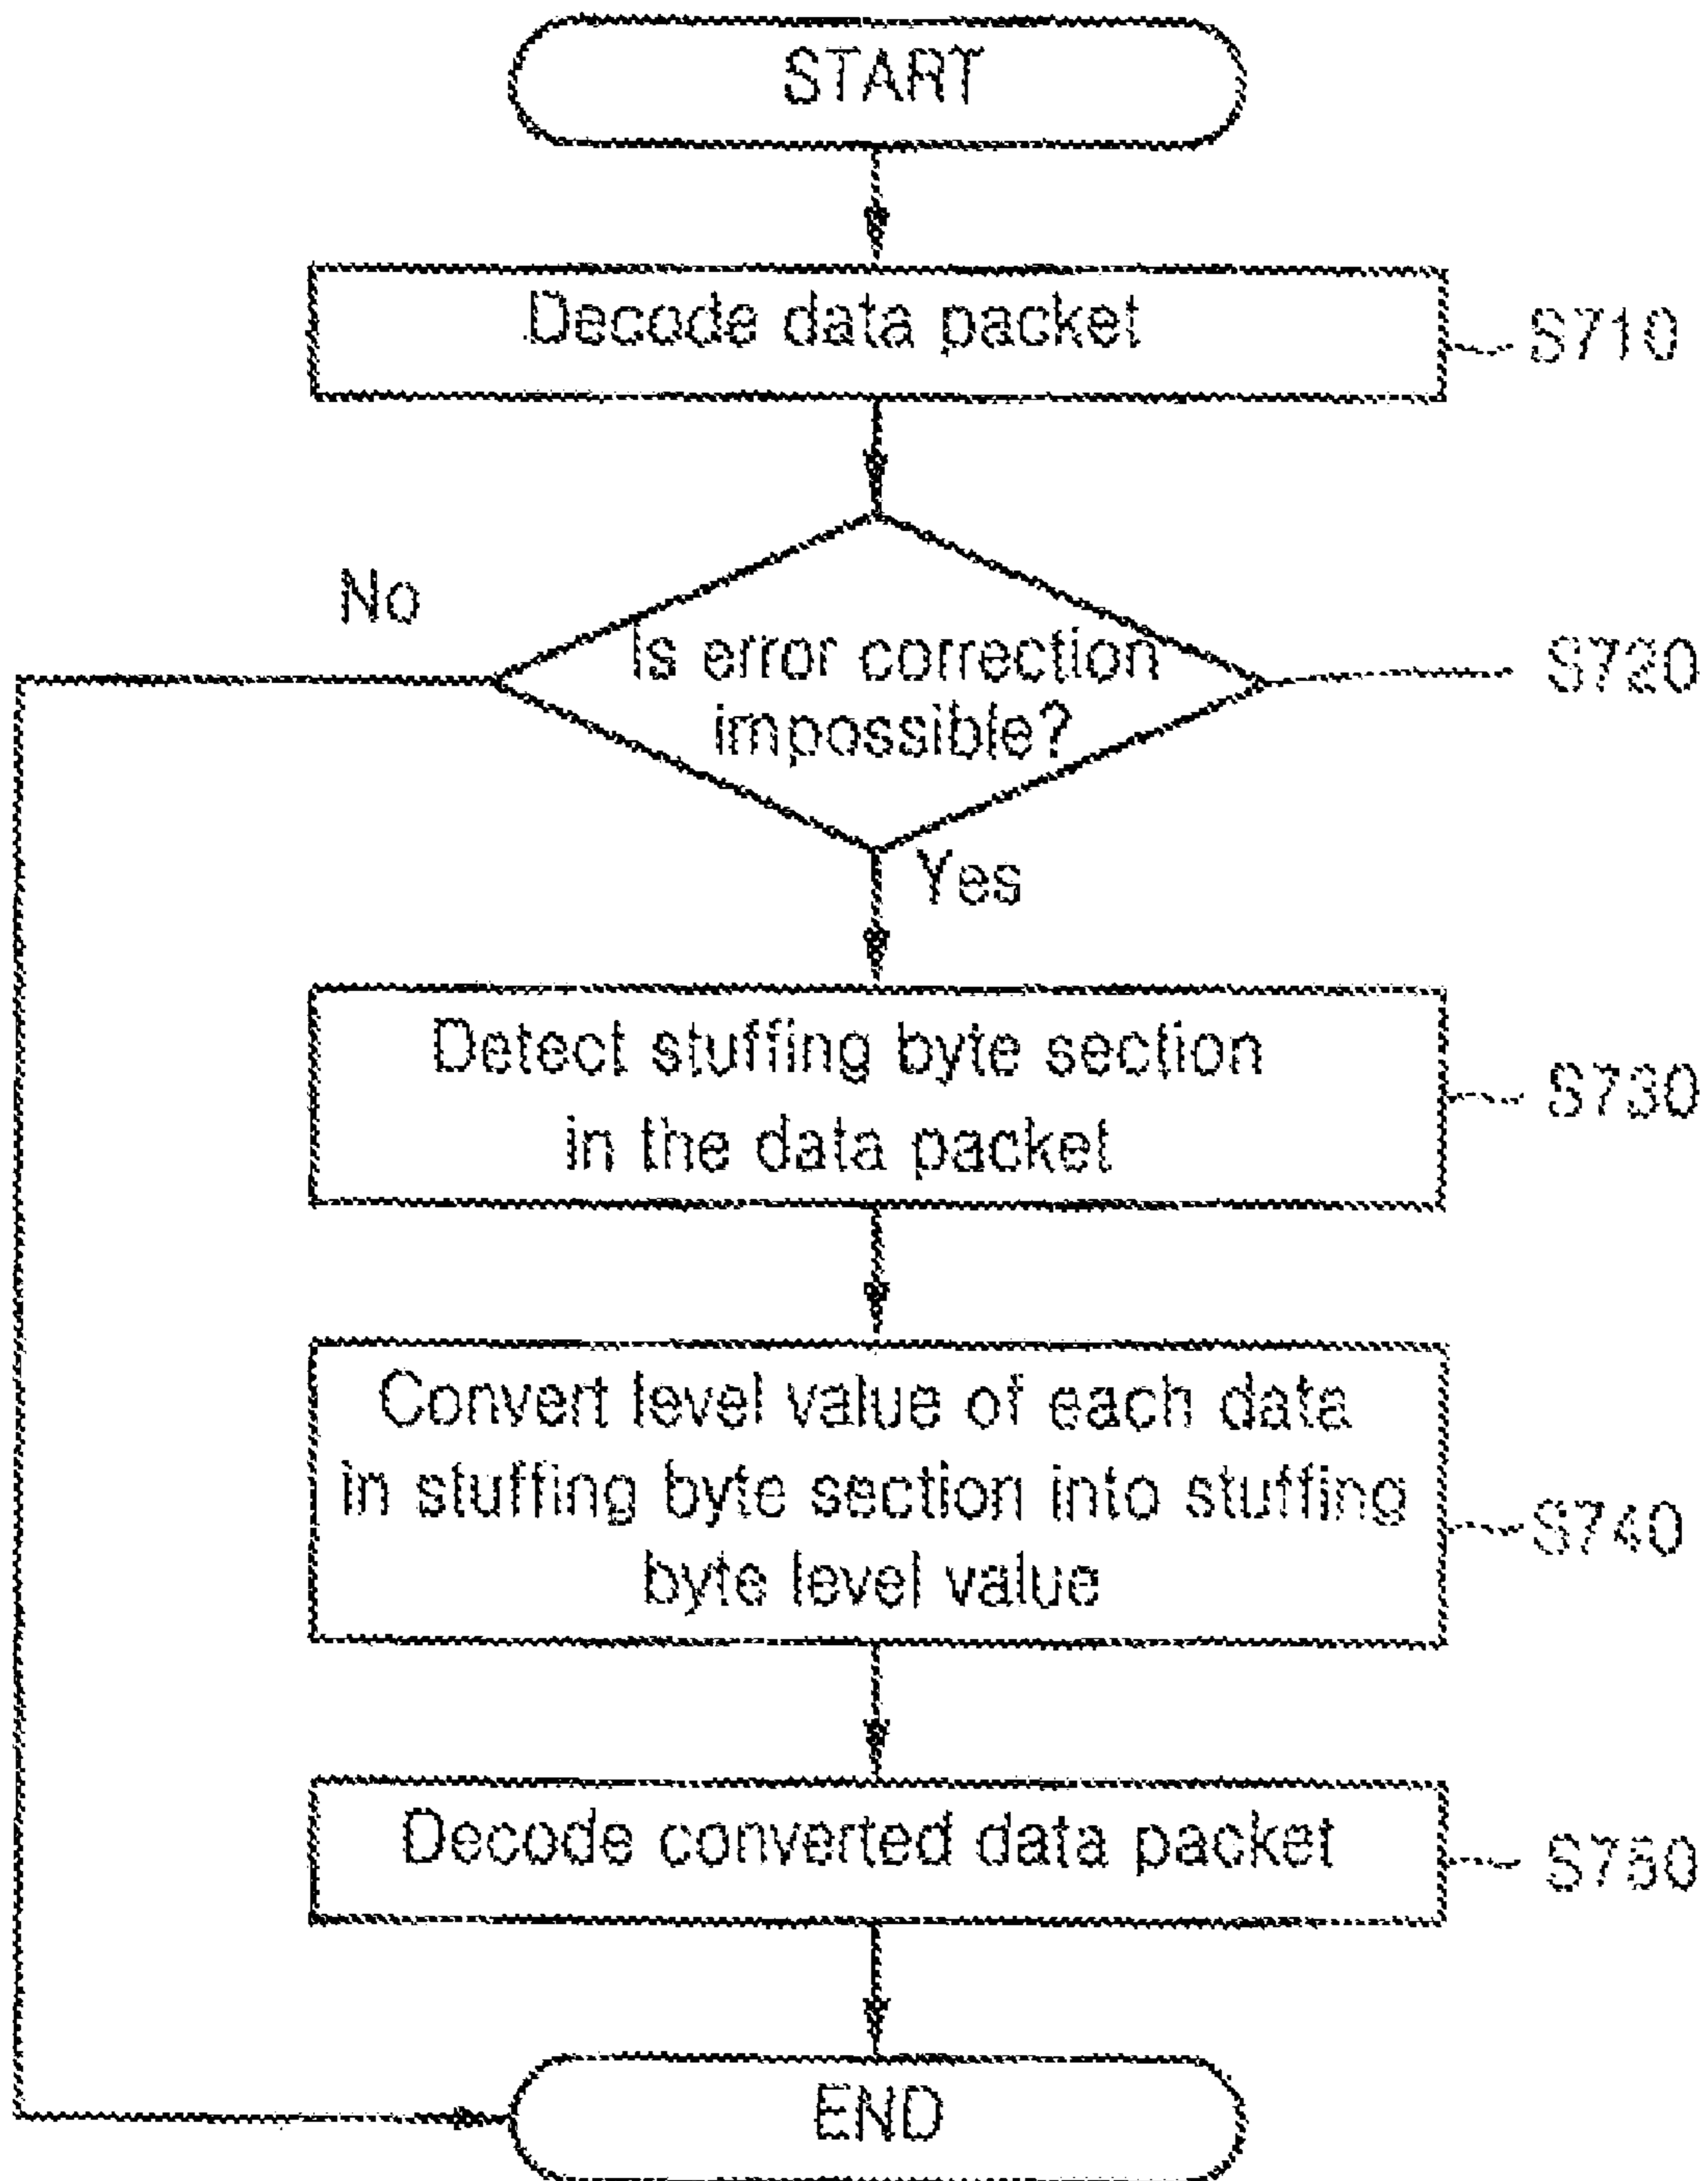 START
Decode data packet
S710
No
Is error correction
impossible?
S720
Yes
Detect stuffing byte section
in the data packet
S730
Convert level value of each data
in stuffing byte section into stuffing
byte level value
S740
Decode converted data packet
S750
END